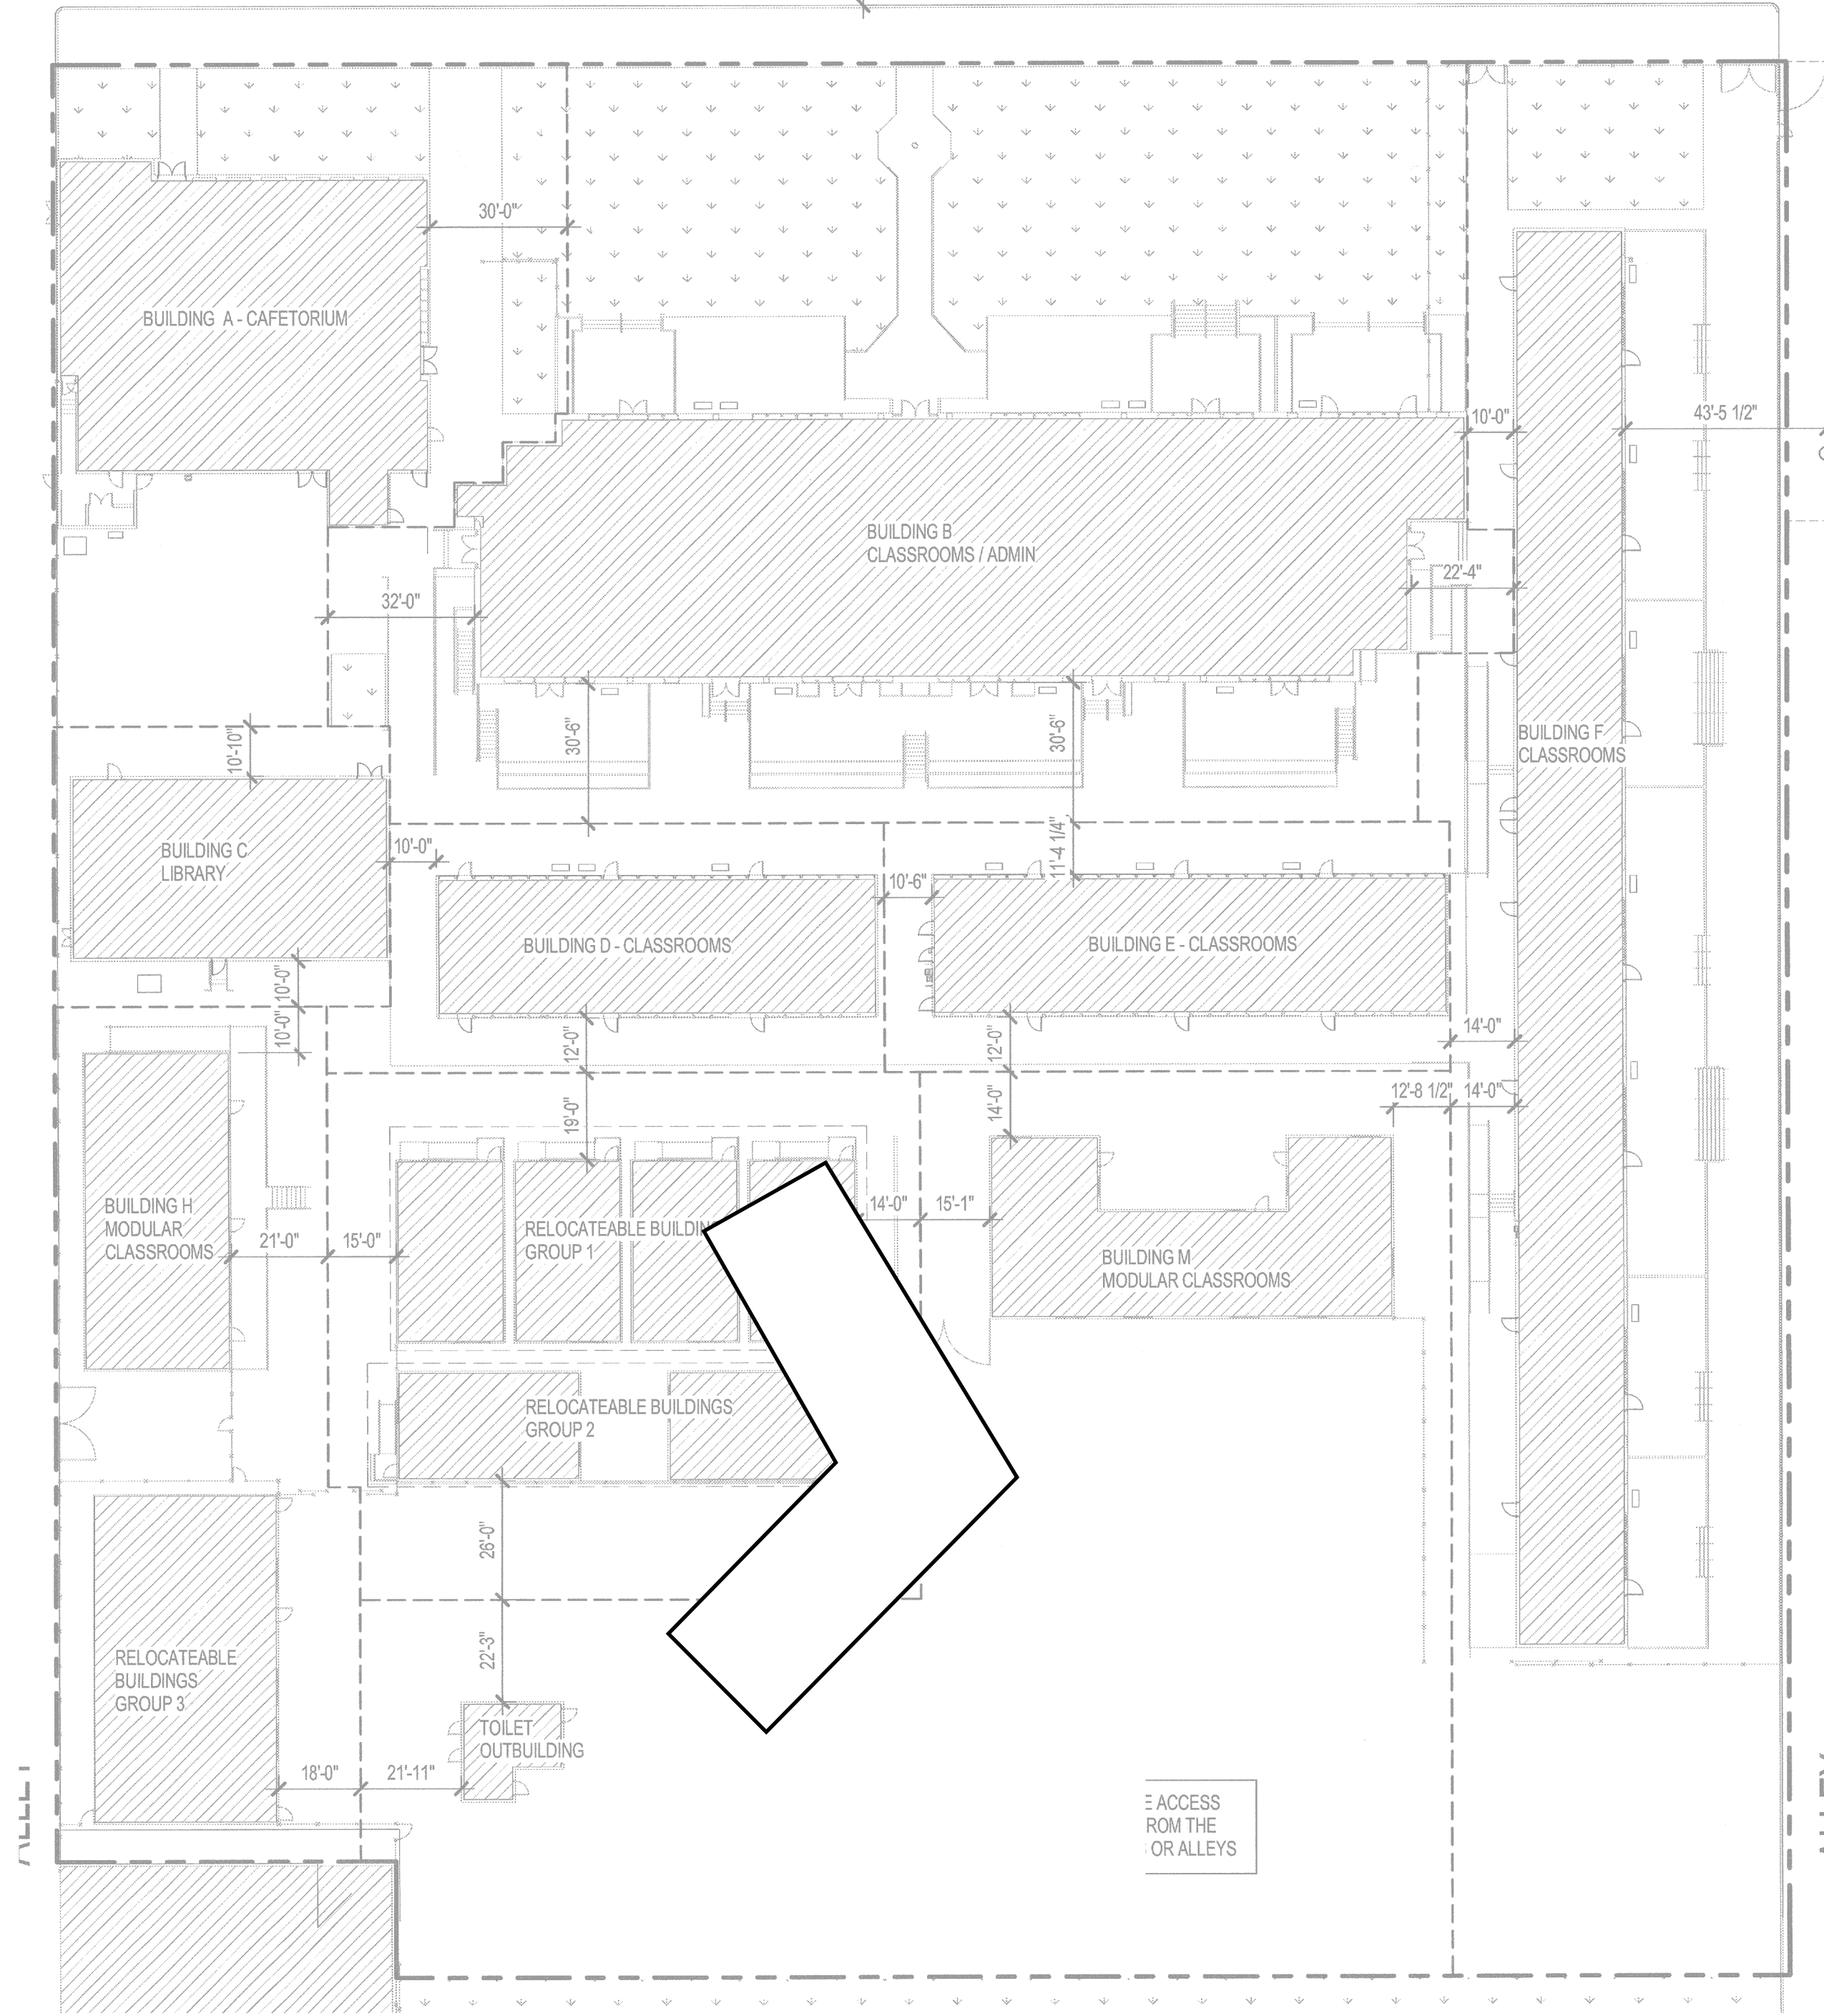 30'-0"
BUILDING A - CAFETORIUM
10'-0"
43'-5 1/2"
BUILDING B
CLASSROOMS / ADMIN
22'-4"
32'-0"
30'-6"
30'-6"
10'-10"
BUILDING F
CLASSROOMS
BUILDING C
LIBRARY
10'-0"
11'-4 1/4"
10'-6"
BUILDING D - CLASSROOMS
BUILDING E - CLASSROOMS
10'-0"
10'-0"
12'-0"
12'-0"
14'-0"
19'-0"
14'-0"
12'-8 1/2"
14'-0"
BUILDING H
MODULAR
CLASSROOMS
21'-0"
15'-0"
RELOCATEABLE BUILDING
GROUP 1
14'-0"
15'-1"
BUILDING M
MODULAR CLASSROOMS
RELOCATEABLE BUILDINGS
GROUP 2
26'-0"
22'-3"
RELOCATEABLE
BUILDINGS
GROUP 3
TOILET
OUTBUILDING
18'-0"
21'-11"
E ACCESS
ROM THE
OR ALLEYS